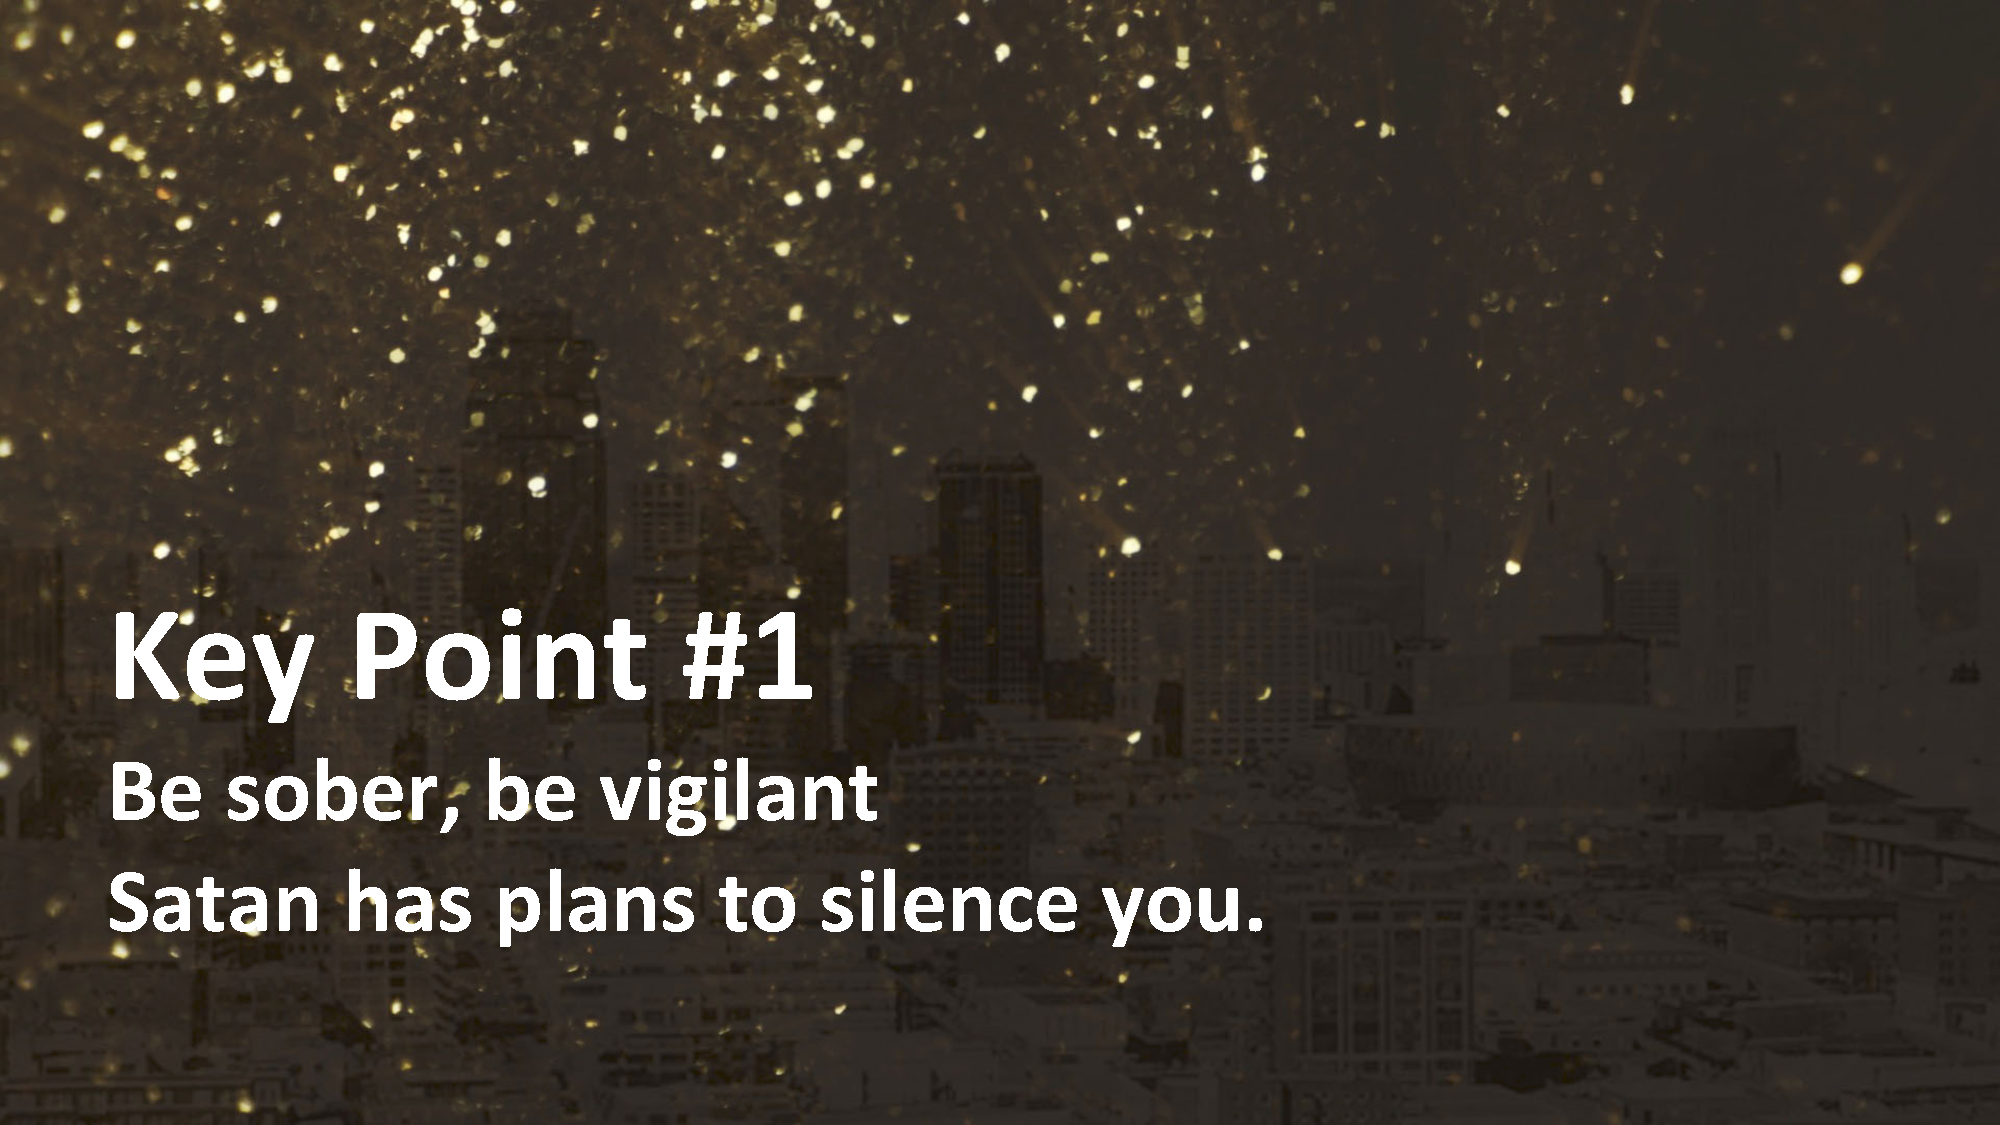 Key Point #1
Be sober, be vigilant
Satan has plans to silence you.